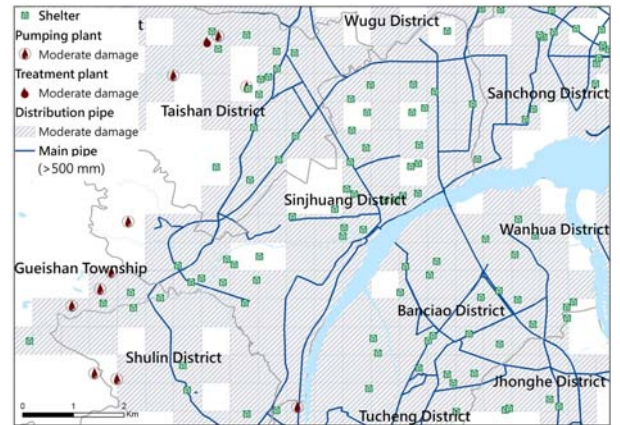 Shelter
Pumping plant
Moderate damage
Treatment plant
Moderate damage
Distribution pipe
Moderate damage
Main pipe
(>500 mm)
t
Wugu District
Sanchong District
Taishan District
Sinjhuang District
Wanhua District
Gueishan Township
Banciao District
Shulin District
Jhonghe District
Tucheng District
0 1 2
Km